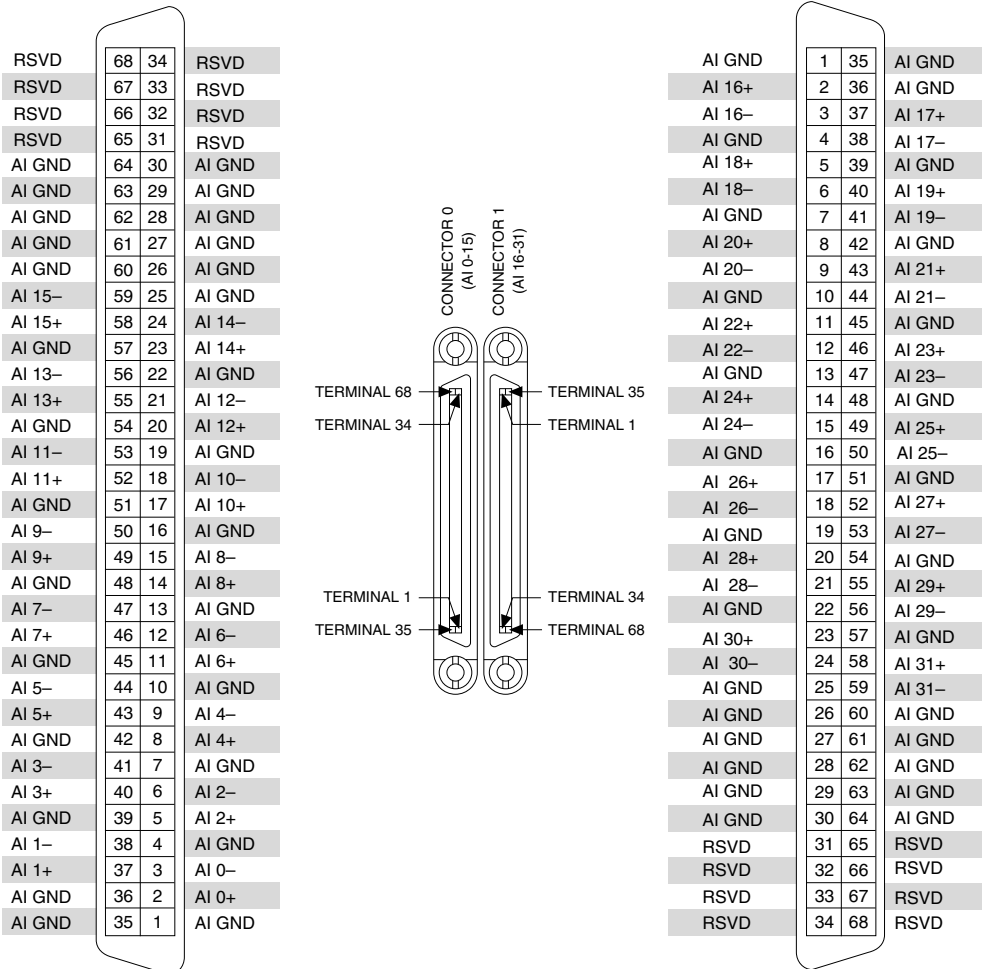 RSVD 68 34 RSVD
RSVD 67 33 RSVD
RSVD 66 32 RSVD
RSVD 65 31 RSVD
AI GND 64 30 AI GND
AI GND 63 29 AI GND
AI GND 62 28 AI GND
AI GND 61 27 AI GND
AI GND 60 26 AI GND
AI 15– 59 25 AI GND
AI 15+ 58 24 AI 14–
AI GND 57 23 AI 14+
AI 13– 56 22 AI GND
AI 13+ 55 21 AI 12–
AI GND 54 20 AI 12+
AI 11– 53 19 AI GND
AI 11+ 52 18 AI 10–
AI GND 51 17 AI 10+
AI 9– 50 16 AI GND
AI 9+ 49 15 AI 8–
AI GND 48 14 AI 8+
AI 7– 47 13 AI GND
AI 7+ 46 12 AI 6–
AI GND 45 11 AI 6+
AI 5– 44 10 AI GND
AI 5+ 43 9 AI 4–
AI GND 42 8 AI 4+
AI 3– 41 7 AI GND
AI 3+ 40 6 AI 2–
AI GND 39 5 AI 2+
AI 1– 38 4 AI GND
AI 1+ 37 3 AI 0–
AI GND 36 2 AI 0+
AI GND 35 1 AI GND
CONNECTOR 0
(AI 0-15)
CONNECTOR 1
(AI 16-31)
TERMINAL 68
TERMINAL 34
TERMINAL 35
TERMINAL 1
TERMINAL 1
TERMINAL 35
TERMINAL 34
TERMINAL 68
AI GND 1 35 AI GND
AI 16+ 2 36 AI GND
AI 16– 3 37 AI 17+
AI GND 4 38 AI 17–
AI 18+ 5 39 AI GND
AI 18– 6 40 AI 19+
AI GND 7 41 AI 19–
AI 20+ 8 42 AI GND
AI 20– 9 43 AI 21+
AI GND 10 44 AI 21–
AI 22+ 11 45 AI GND
AI 22– 12 46 AI 23+
AI GND 13 47 AI 23–
AI 24+ 14 48 AI GND
AI 24– 15 49 AI 25+
AI GND 16 50 AI 25–
AI 26+ 17 51 AI GND
AI 26– 18 52 AI 27+
AI GND 19 53 AI 27–
AI 28+ 20 54 AI GND
AI 28– 21 55 AI 29+
AI GND 22 56 AI 29–
AI 30+ 23 57 AI GND
AI 30– 24 58 AI 31+
AI GND 25 59 AI 31–
AI GND 26 60 AI GND
AI GND 27 61 AI GND
AI GND 28 62 AI GND
AI GND 29 63 AI GND
AI GND 30 64 AI GND
RSVD 31 65 RSVD
RSVD 32 66 RSVD
RSVD 33 67 RSVD
RSVD 34 68 RSVD